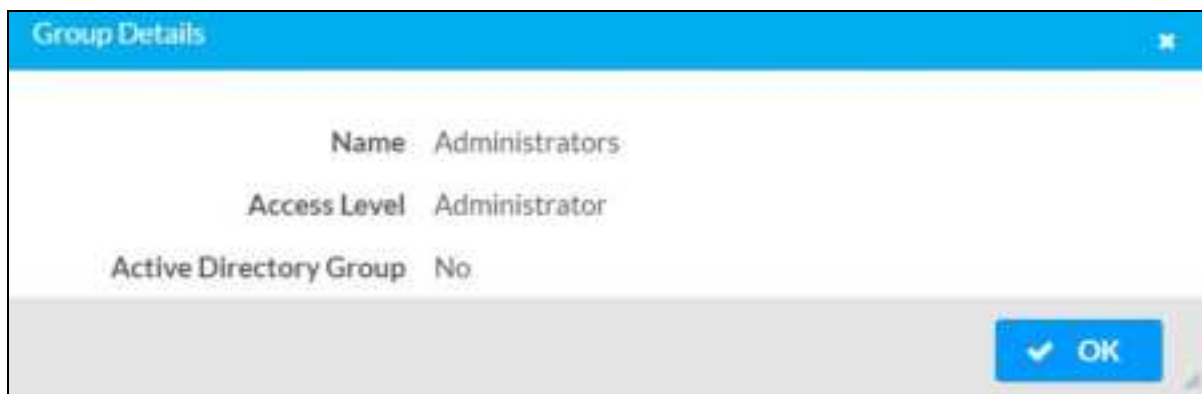 Group Details
Name Administrators
Access Level Administrator
Active Directory Group No
OK